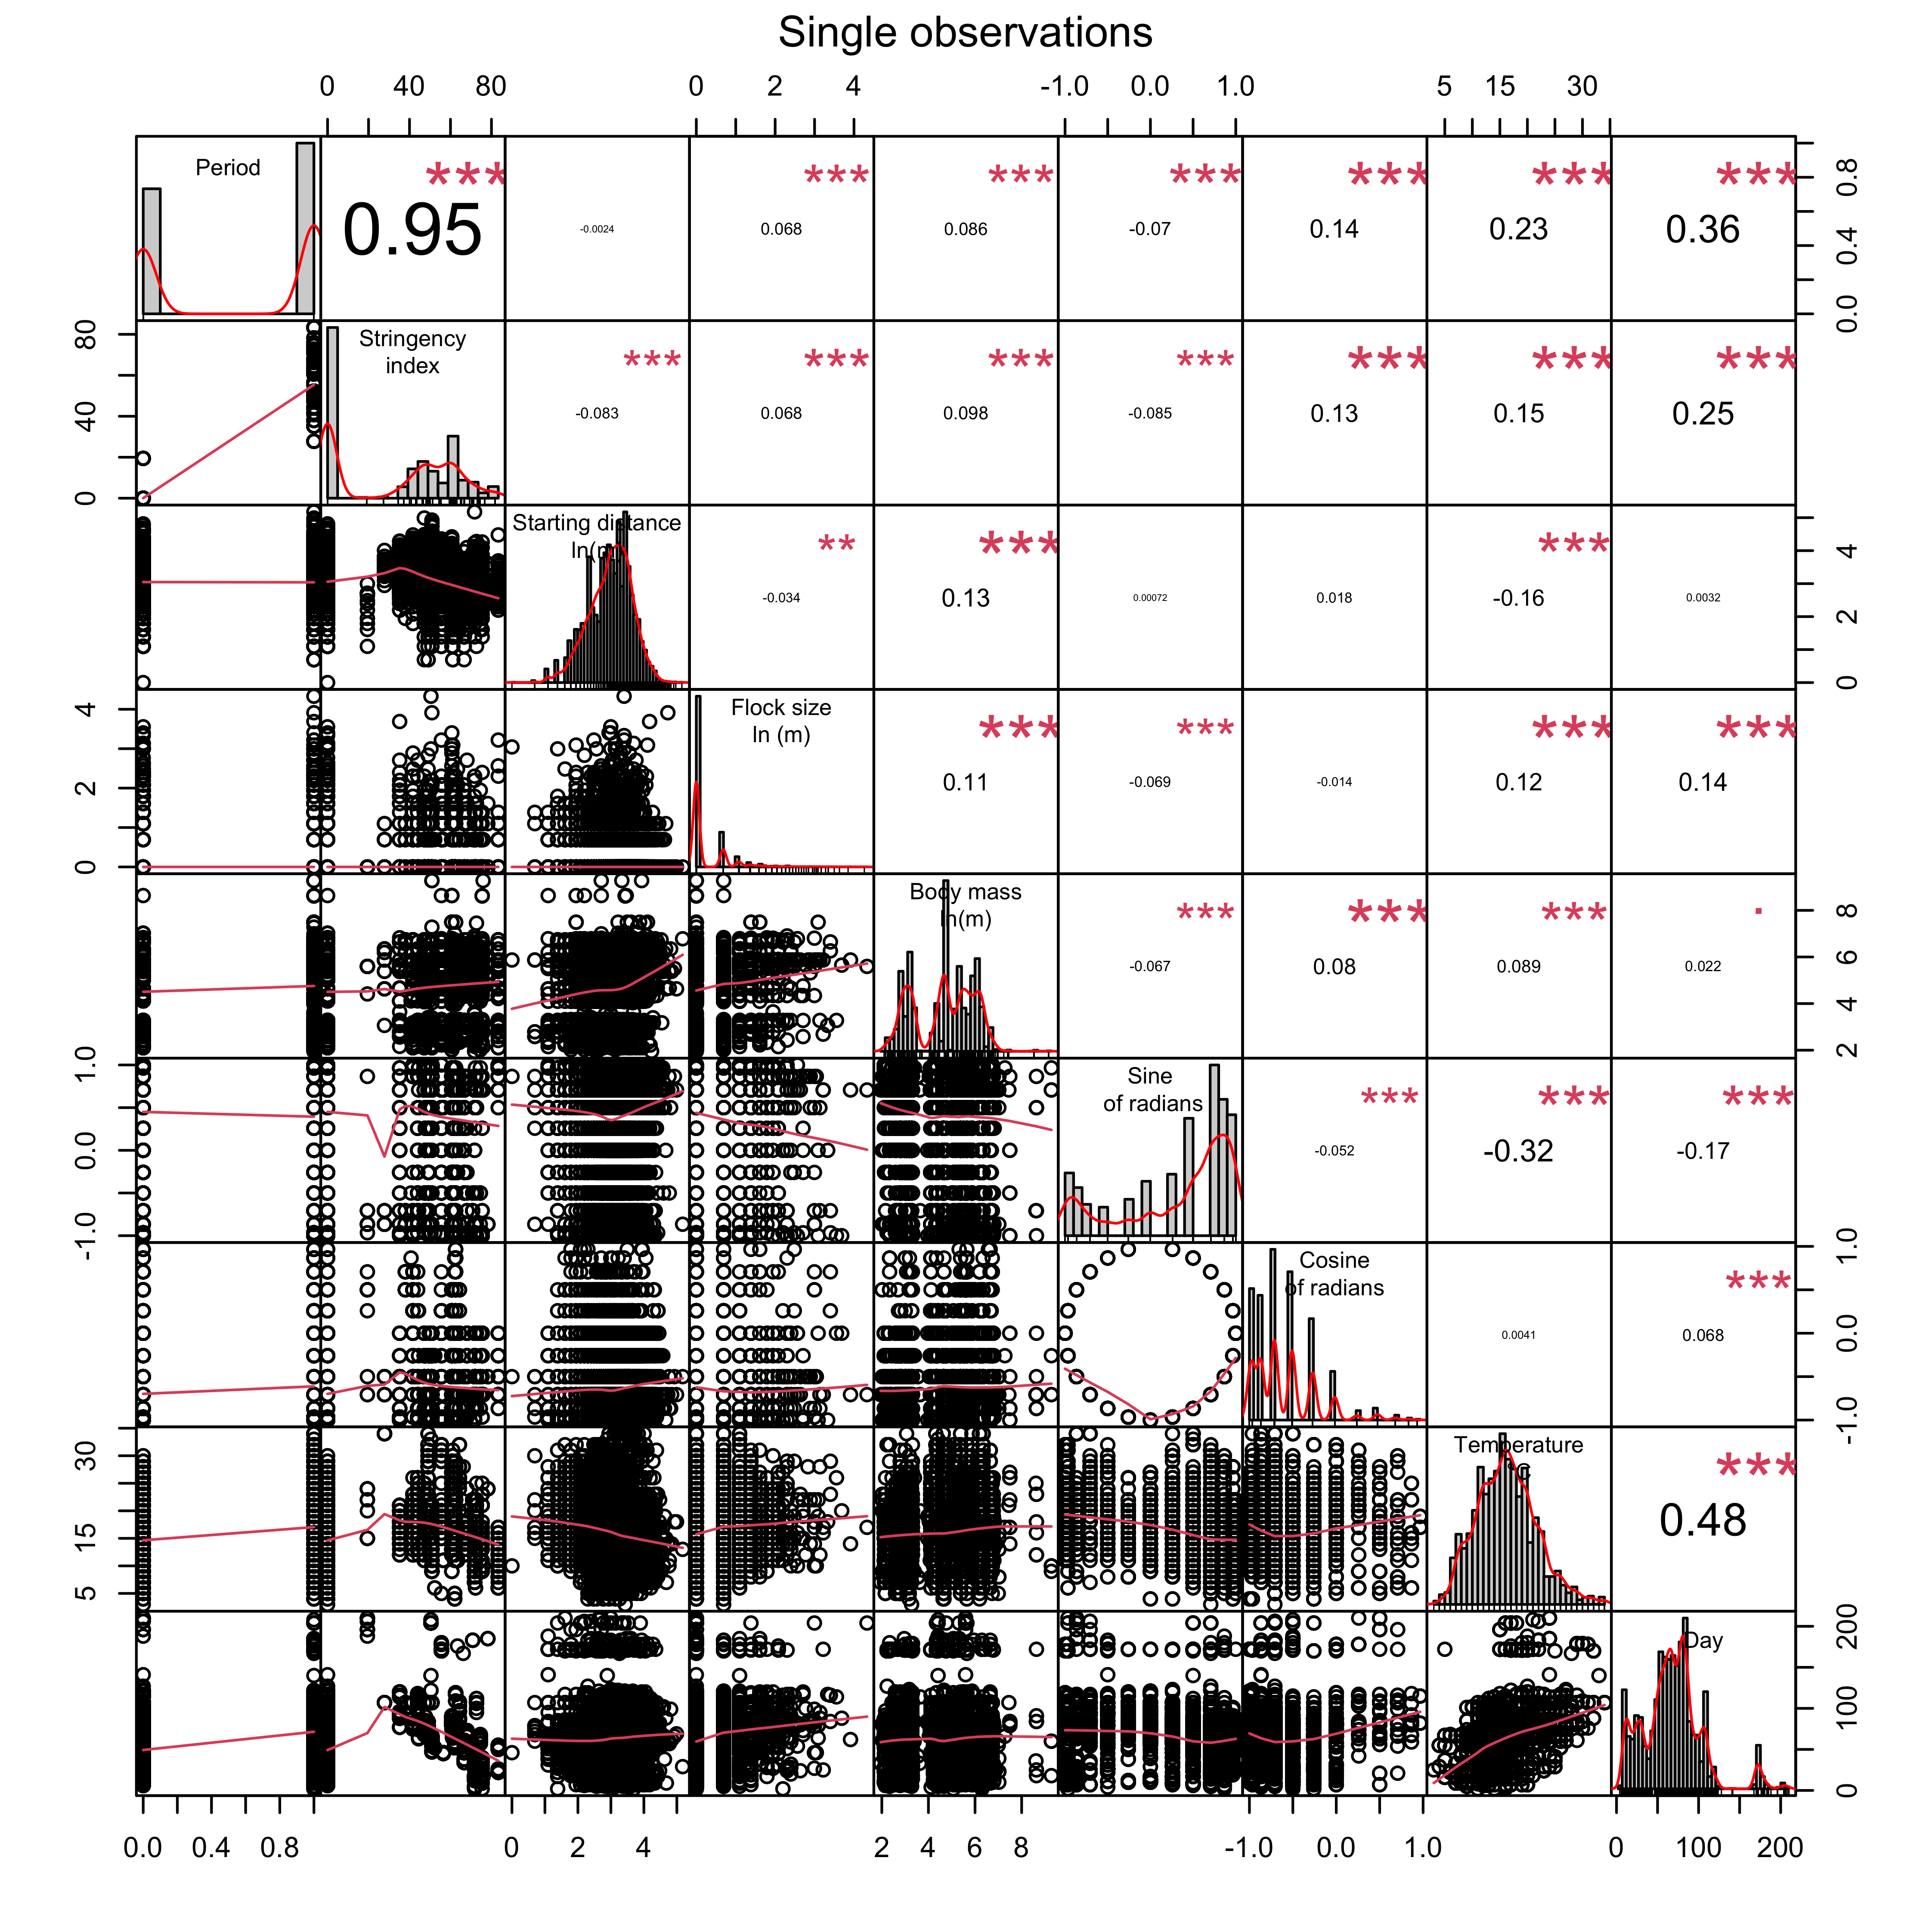 Single observations
0 40 80 0 2 4 -1.0 0.0 1.0 5 15 30
Period *** *** *** *** *** *** ***
0.95 -0.0024 0.068 0.086 -0.07 0.14 0.23 0.36
0.0 0.4 0.8
Stringency
index
*** *** *** *** *** *** ***
-0.083 0.068 0.098 -0.085 0.13 0.15 0.25
0 40 80
Starting distance
ln(m)
** *** ***
-0.034 0.13 0.00072 0.018 -0.16 0.0032
0 2 4
Flock size
ln (m)
*** *** *** ***
0.11 -0.069 -0.014 0.12 0.14
0 2 4
Body mass
ln(m)
*** *** *** .
-0.067 0.08 0.089 0.022
2 4 6 8
Sine
of radians
*** *** ***
-0.052 -0.32 -0.17
-1.0 0.0 1.0
Cosine
of radians
***
0.0041 0.068
-1.0 0.0 1.0
Temperature
°C
***
0.48
5 15 30
Day
0 100 200
0.0 0.4 0.8 0 2 4 2 4 6 8 -1.0 0.0 1.0 0 100 200